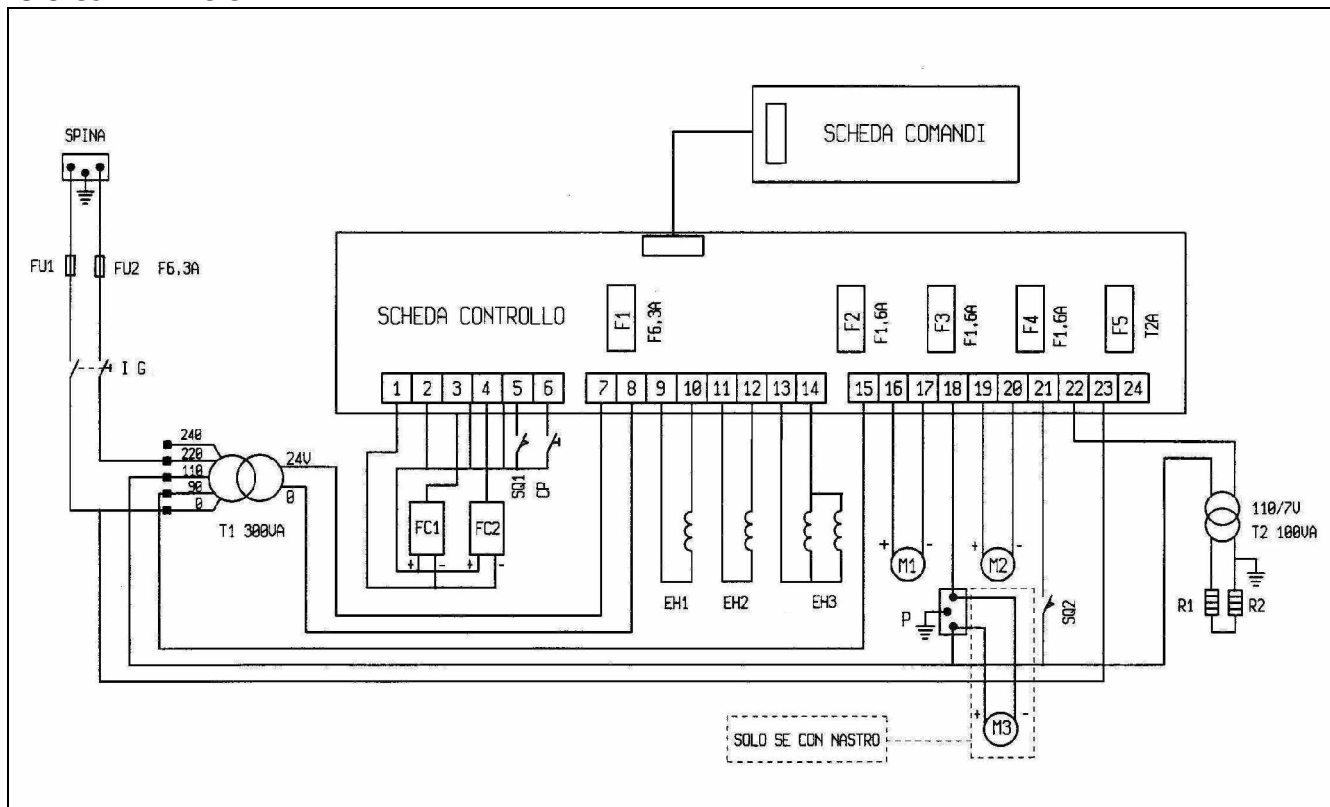 SCHEDA COMANDI
SPINA
FU1
FU2 F6,3A
SCHEDA CONTROLLO
F1
F6,3A
F2
F1,6A
F3
F1,6A
F4
F1,6A
F5
T2A
I G
1 2 3 4 5 6 7 8 9 10 11 12 13 14 15 16 17 18 19 20 21 22 23 24
240
220
110
90
0
24V
0
T1 300VA
SQ1
CP
FC1
FC2
+ - + -
EH1
EH2
EH3
+ M1 -
+ M2 -
P
SQ2
110/7V
T2 100VA
R1
R2
+ M3 -
SOLO SE CON NASTRO